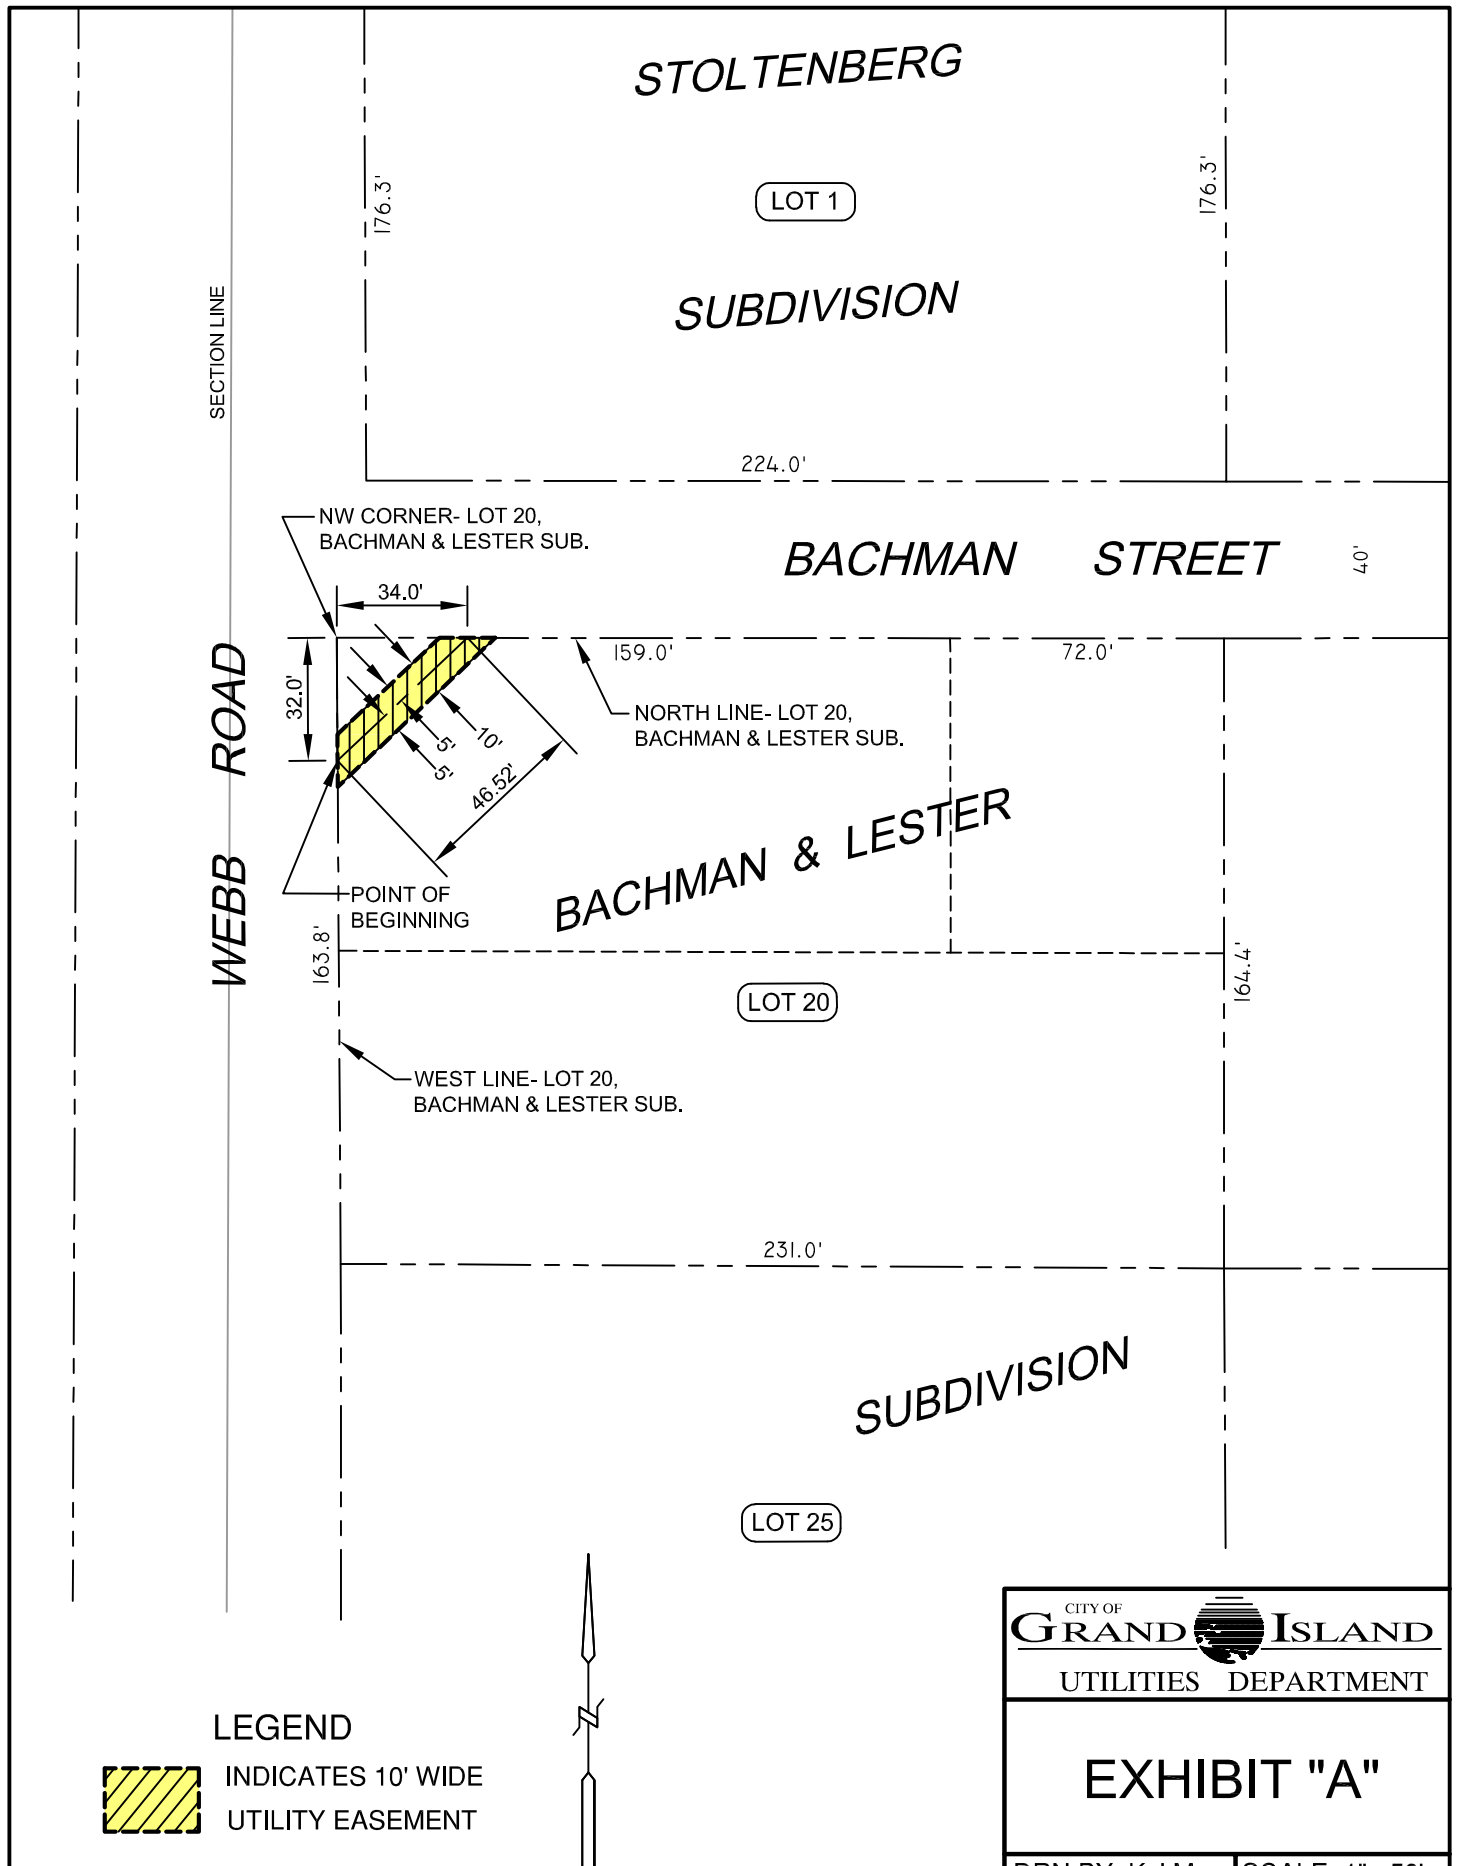 STOLTENBERG
176.3'
176.3'
LOT 1
SUBDIVISION
SECTION LINE
224.0'
NW CORNER- LOT 20,
BACHMAN & LESTER SUB.
BACHMAN STREET
40'
34.0'
159.0'
72.0'
32.0'
NORTH LINE- LOT 20,
BACHMAN & LESTER SUB.
5'
10'
5'
46.52'
WEBB ROAD
BACHMAN & LESTER
POINT OF
BEGINNING
163.8'
164.4'
LOT 20
WEST LINE- LOT 20,
BACHMAN & LESTER SUB.
231.0'
SUBDIVISION
LOT 25
CITY OF
GRAND ISLAND
UTILITIES DEPARTMENT
LEGEND
INDICATES 10' WIDE
UTILITY EASEMENT
EXHIBIT "A"